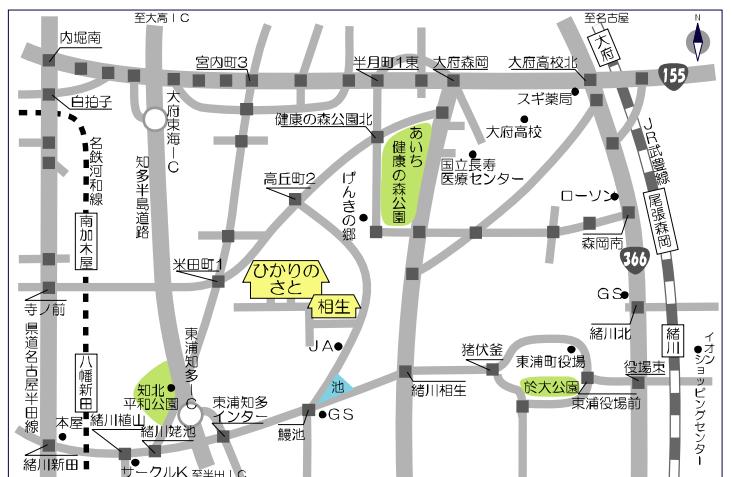 至大高IC
至名古屋
N
内堀南
宮内町3
半月町1東
大府森岡
大府高校北
大府
155
白拍子
大府東海IC
健康の森公園北
あいち
健康の森公園
スギ薬局
大府高校
JR武豊線
名鉄河和線
知多半島道路
高丘町2
げんきの郷
国立長寿
医療センター
ローソン
尾張森岡
南加木屋
森岡南
366
米田町1
ひかりの
さと
相生
寺ノ前
GS
緒川北
県道名古屋半田線
東浦知多IC
JA
猪伏釜
東浦町役場
役場東
緒川
イオン
ショッピングセンター
八幡新田
知北
平和公園
池
緒川相生
於大公園
東浦役場前
本屋
緒川植山
緒川姥池
東浦知多
インター
鰻池
GS
緒川新田
サークルK
至半田IC